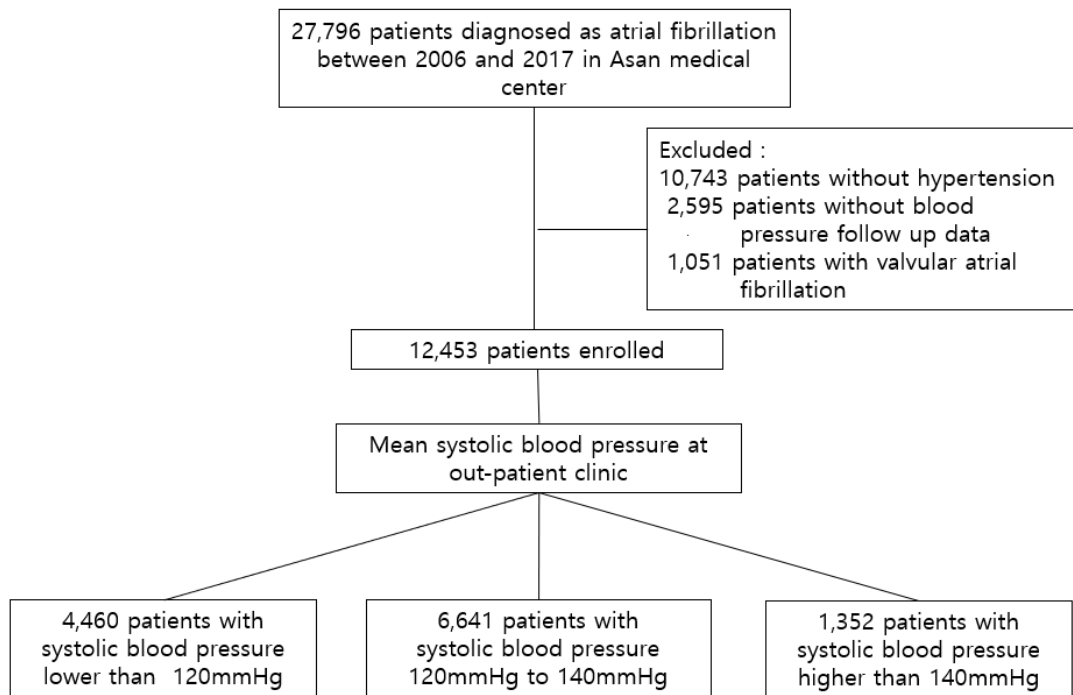 27,796 patients diagnosed as atrial fibrillation
between 2006 and 2017 in Asan medical
center
Excluded :
10,743 patients without hypertension
2,595 patients without blood
pressure follow up data
1,051 patients with valvular atrial
fibrillation
12,453 patients enrolled
Mean systolic blood pressure at
out-patient clinic
4,460 patients with
systolic blood pressure
lower than 120mmHg
6,641 patients with
systolic blood pressure
120mmHg to 140mmHg
1,352 patients with
systolic blood pressure
higher than 140mmHg